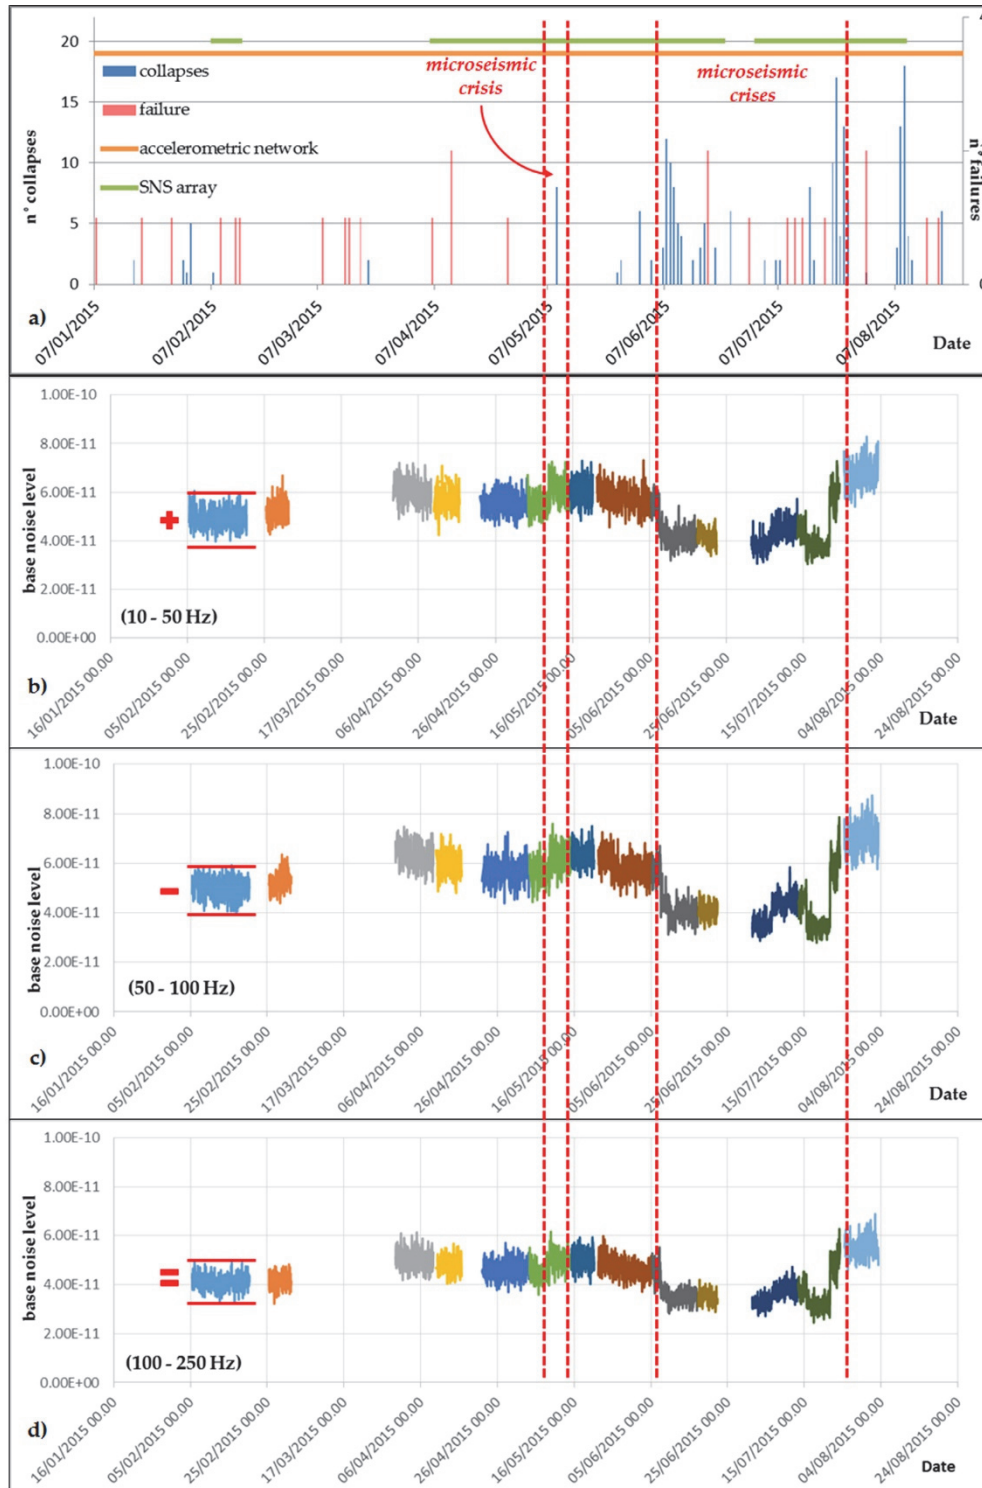 4
20
microseismic
crisis
microseismic
crises
collapses
15
failure
accelerometric network
10
SNS array
5
0
0
n° collapses
n° failures
07/01/2015
07/02/2015
07/03/2015
07/04/2015
07/05/2015
07/06/2015
07/07/2015
07/08/2015
a)
Date
1.00E-10
8.00E-11
6.00E-11
4.00E-11
2.00E-11
0.00E+00
base noise level
(10 - 50 Hz)
16/01/2015 00.00
05/02/2015 00.00
25/02/2015 00.00
17/03/2015 00.00
06/04/2015 00.00
26/04/2015 00.00
16/05/2015 00.00
05/06/2015 00.00
25/06/2015 00.00
15/07/2015 00.00
04/08/2015 00.00
24/08/2015 00.00
b)
Date
1.00E-10
8.00E-11
6.00E-11
4.00E-11
2.00E-11
0.00E+00
base noise level
(50 - 100 Hz)
16/01/2015 00.00
05/02/2015 00.00
25/02/2015 00.00
17/03/2015 00.00
06/04/2015 00.00
26/04/2015 00.00
16/05/2015 00.00
05/06/2015 00.00
25/06/2015 00.00
15/07/2015 00.00
04/08/2015 00.00
24/08/2015 00.00
c)
Date
1.00E-10
8.00E-11
6.00E-11
4.00E-11
2.00E-11
0.00E+00
base noise level
(100 - 250 Hz)
16/01/2015 00.00
05/02/2015 00.00
25/02/2015 00.00
17/03/2015 00.00
06/04/2015 00.00
26/04/2015 00.00
16/05/2015 00.00
05/06/2015 00.00
25/06/2015 00.00
15/07/2015 00.00
04/08/2015 00.00
24/08/2015 00.00
d)
Date